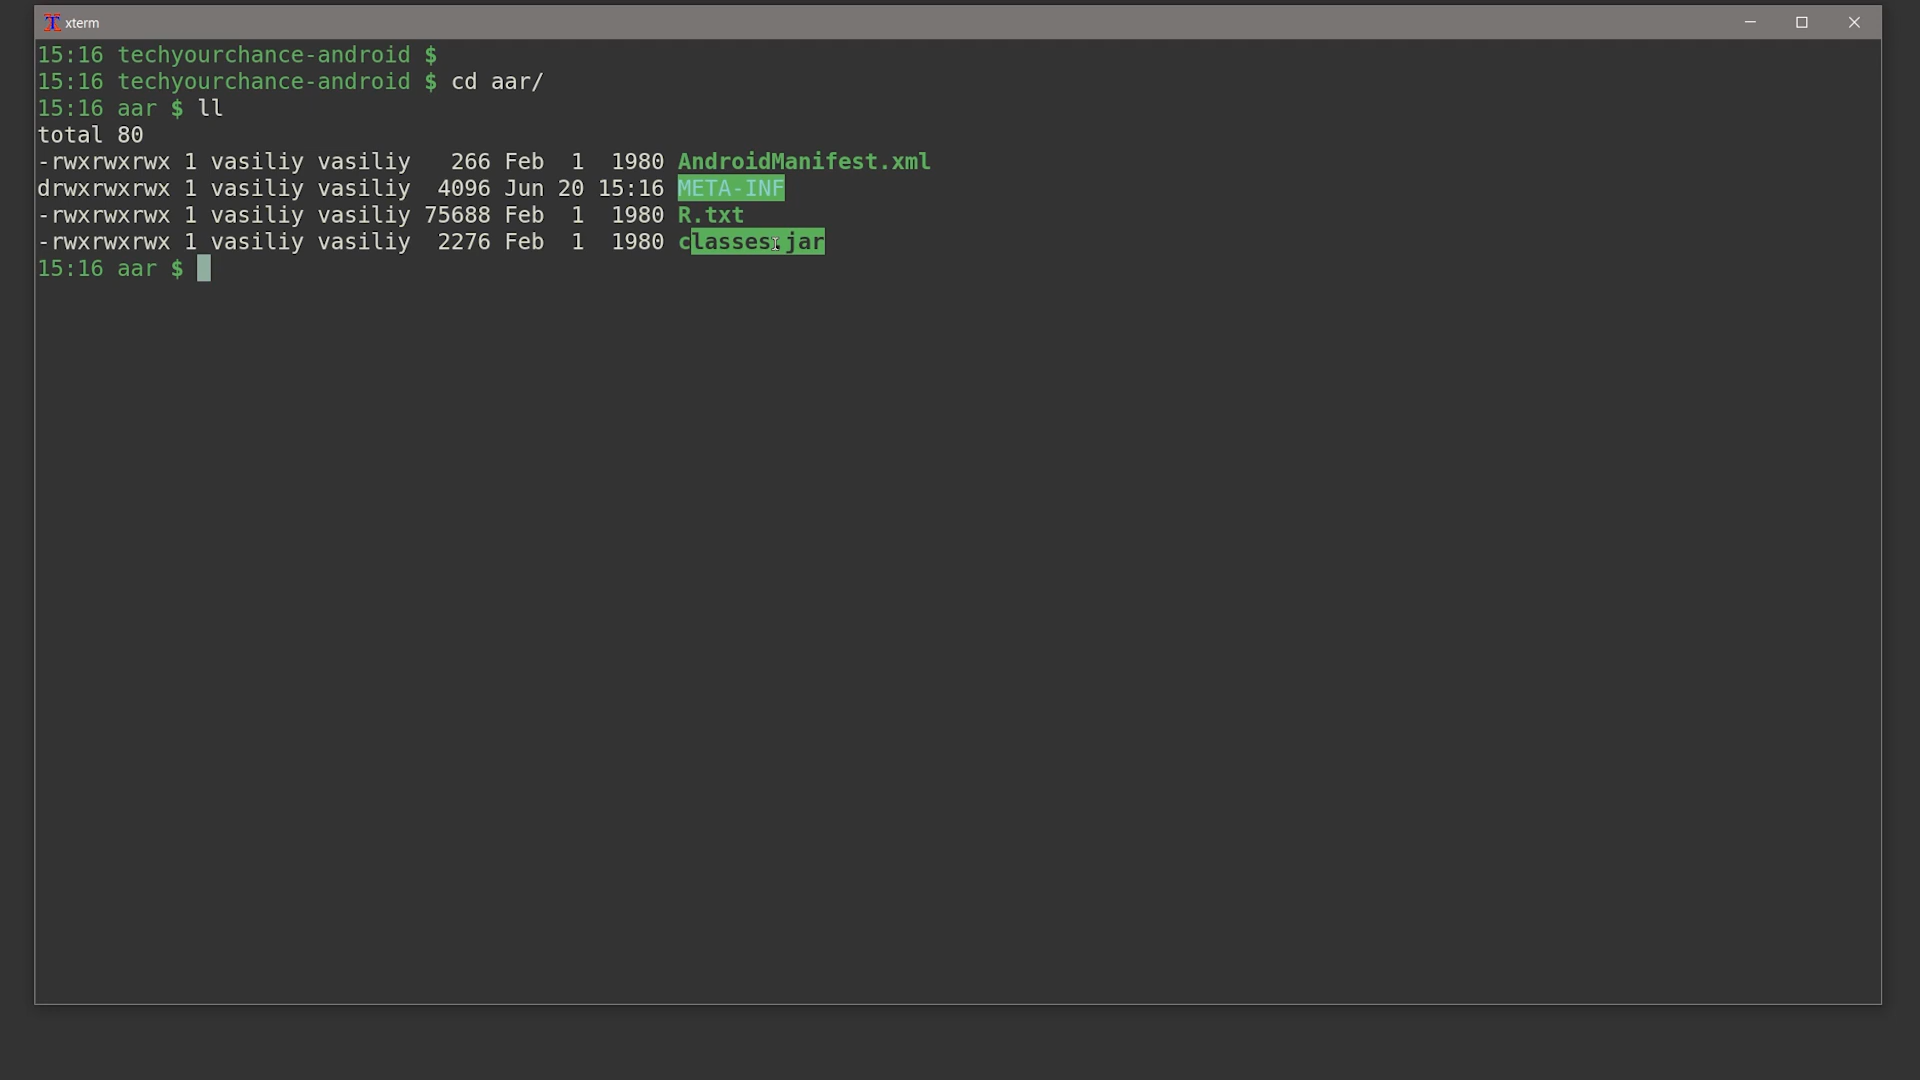 xterm
15:16 techyourchance-android $
15:16 techyourchance-android $ cd aar/
15:16 aar $ ll
total 80
-rwxrwxrwx 1 vasiliy vasiliy   266 Feb  1  1980 AndroidManifest.xml
drwxrwxrwx 1 vasiliy vasiliy  4096 Jun 20 15:16 META-INF
-rwxrwxrwx 1 vasiliy vasiliy 75688 Feb  1  1980 R.txt
-rwxrwxrwx 1 vasiliy vasiliy  2276 Feb  1  1980 classes.jar
15:16 aar $